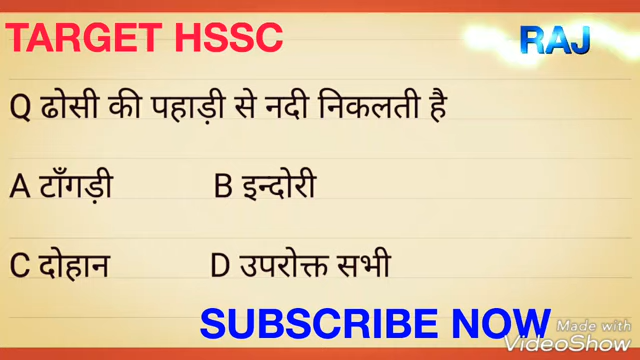 TARGET HSSC
RAJ
Q ढोसी की पहाड़ी से नदी निकलती है
A टाँगड़ी B इन्दोरी
C दोहान D उपरोक्त सभी
SUBSCRIBE NOW
Made with
VideoShow